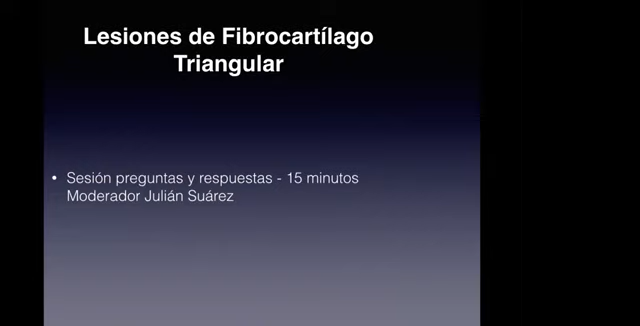 Lesiones de Fibrocartílago
Triangular
• Sesión preguntas y respuestas - 15 minutos
Moderador Julián Suárez